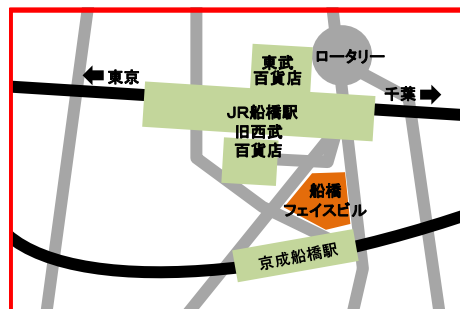 東武
百貨店
ロータリー
東京
千葉
JR船橋駅
旧西武
百貨店
船橋
フェイスビル
京成船橋駅